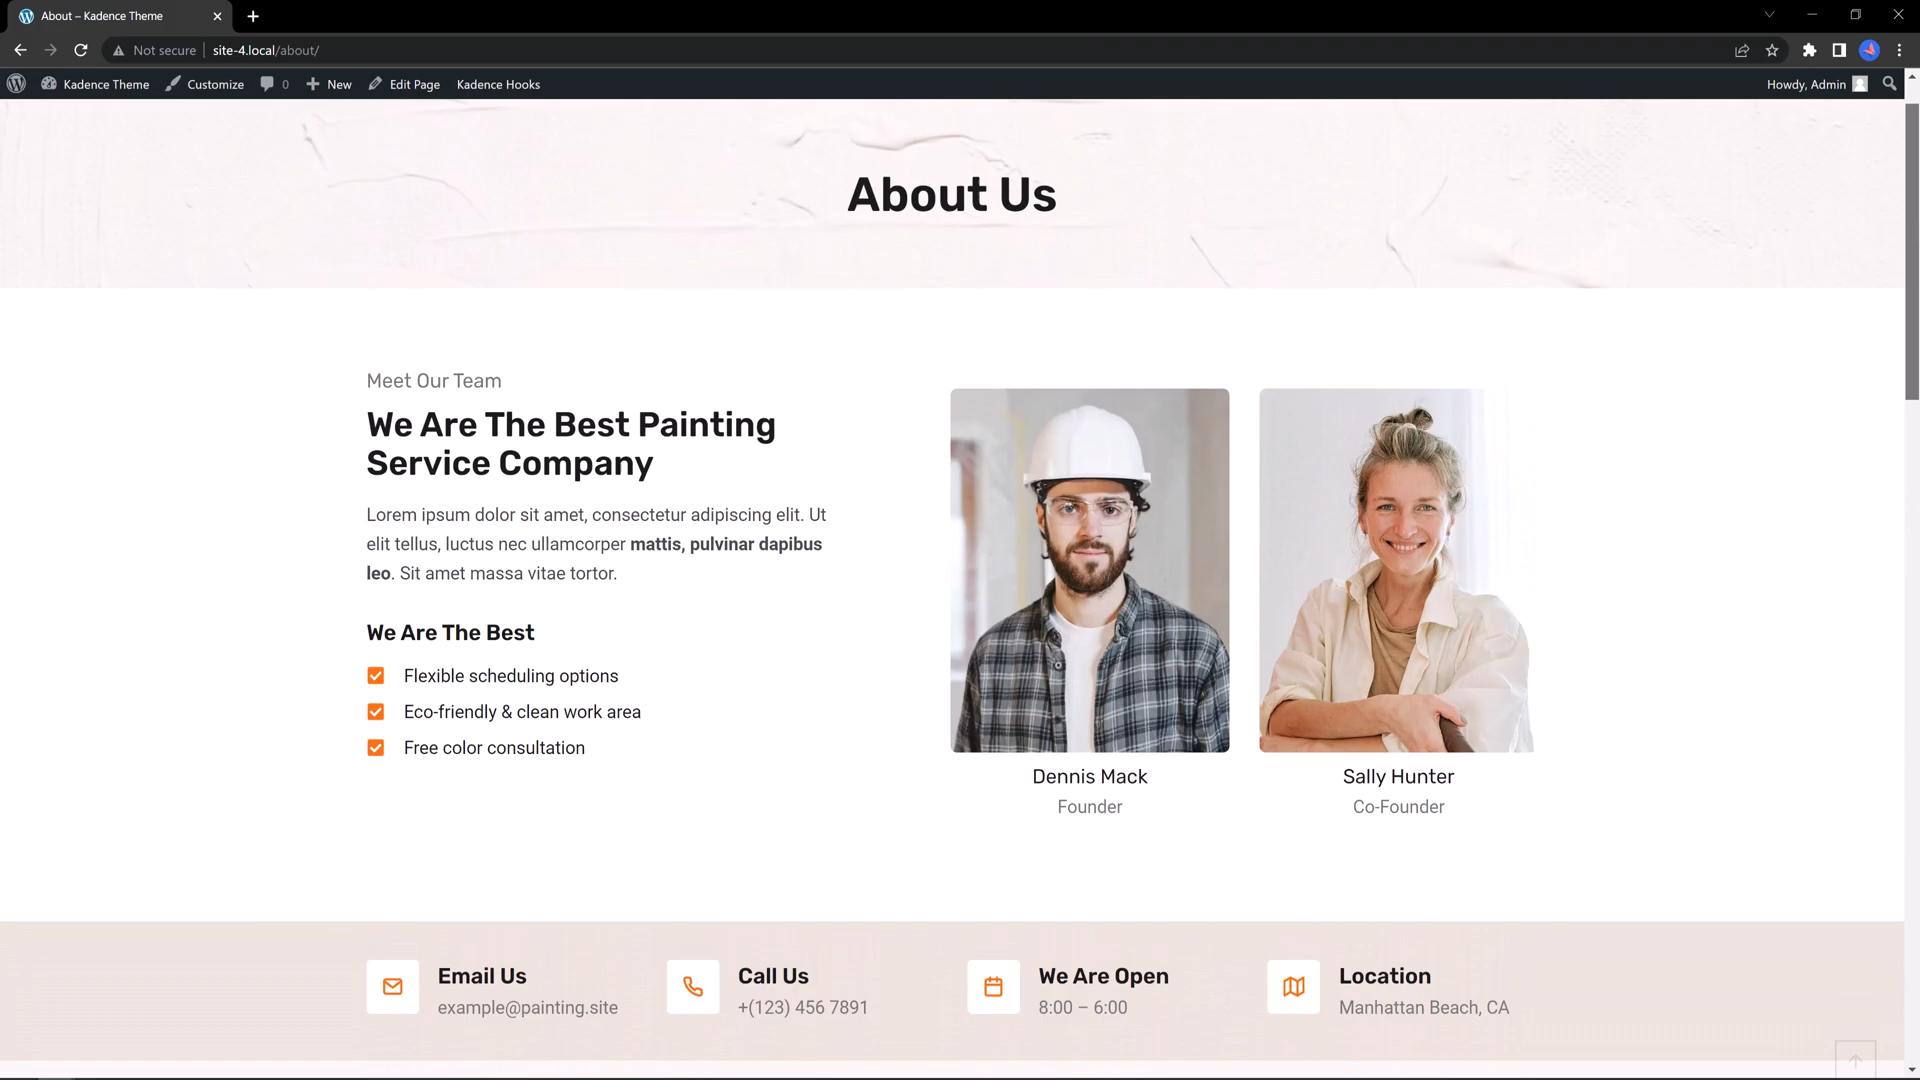 About – Kadence Theme
Not secure
site-4.local/about/
Kadence Theme
Customize
0
New
Edit Page
Kadence Hooks
Howdy, Admin
About Us
Meet Our Team
We Are The Best Painting
Service Company
Lorem ipsum dolor sit amet, consectetur adipiscing elit. Ut
elit tellus, luctus nec ullamcorper mattis, pulvinar dapibus
leo. Sit amet massa vitae tortor.
We Are The Best
Flexible scheduling options
Eco-friendly & clean work area
Free color consultation
Dennis Mack
Founder
Sally Hunter
Co-Founder
Email Us
example@painting.site
Call Us
+(123) 456 7891
We Are Open
8:00 – 6:00
Location
Manhattan Beach, CA